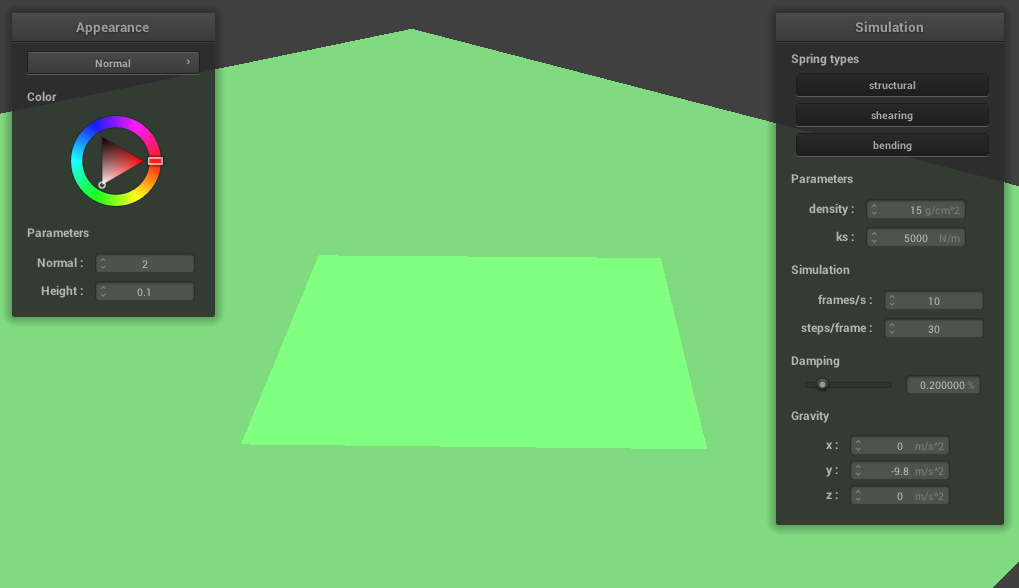 Appearance
Normal ›
Color
Parameters
Normal : 2
Height : 0.1
Simulation
Spring types
structural
shearing
bending
Parameters
density : 15 g/cm^2
ks : 5000 N/m
Simulation
frames/s : 10
steps/frame : 30
Damping
0.200000 %
Gravity
x : 0 m/s^2
y : -9.8 m/s^2
z : 0 m/s^2